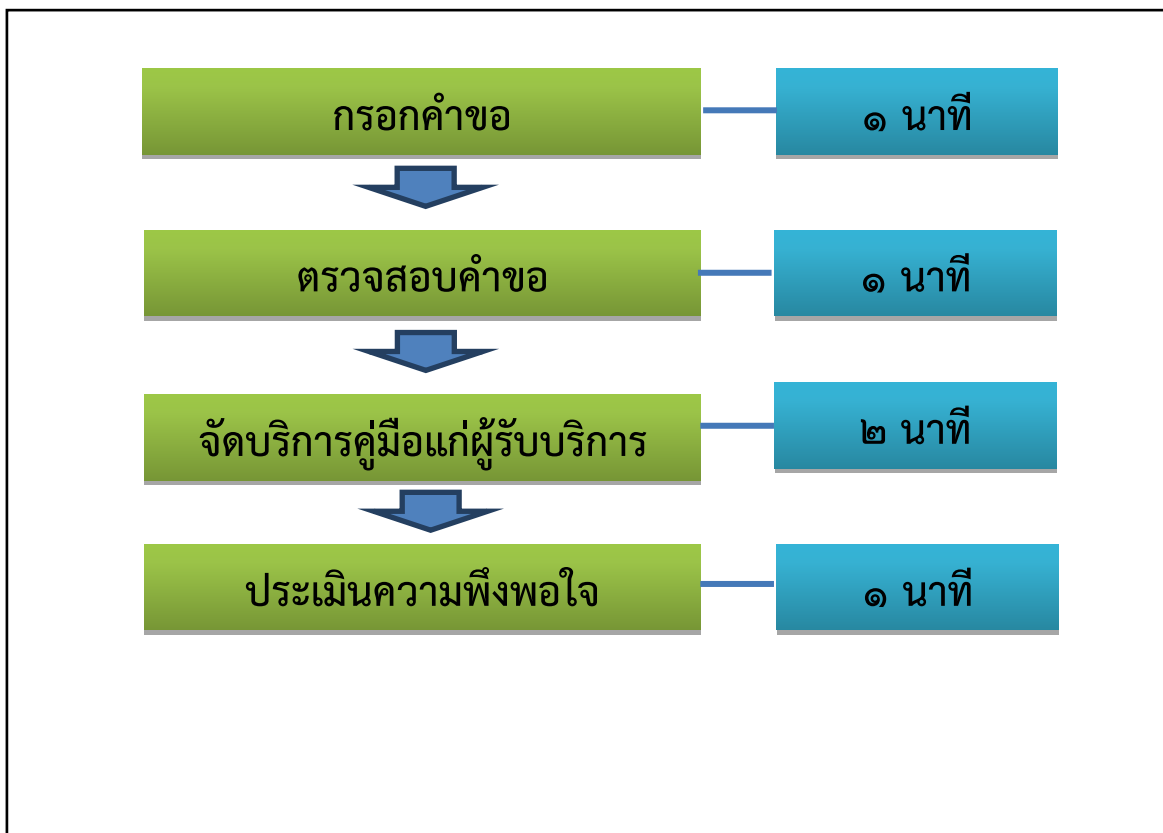 กรอกคำขอ
๑ นาที
ตรวจสอบคำขอ
๑ นาที
จัดบริการคู่มือแก่ผู้รับบริการ
๒ นาที
ประเมินความพึงพอใจ
๑ นาที